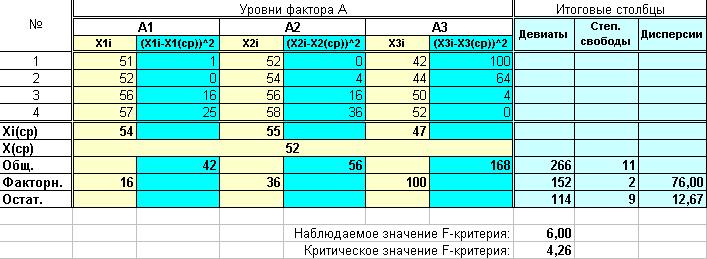 Уровни фактора А Итоговые столбцы
№ А1 А2 А3 Девиаты Степ. свободы Дисперсии
X1i (X1i-X1(ср))^2 X2i (X2i-X2(ср))^2 X3i (X3i-X3(ср))^2
1 51 1 52 0 42 100
2 52 0 54 4 44 64
3 56 16 56 16 50 4
4 57 25 58 36 52 0
Xi(ср) 54 55 47
X(ср) 52
Общ. 42 56 168 266 11
Факторн. 16 36 100 152 2 76,00
Остат. 114 9 12,67
Наблюдаемое значение F-критерия: 6,00
Критическое значение F-критерия: 4,26